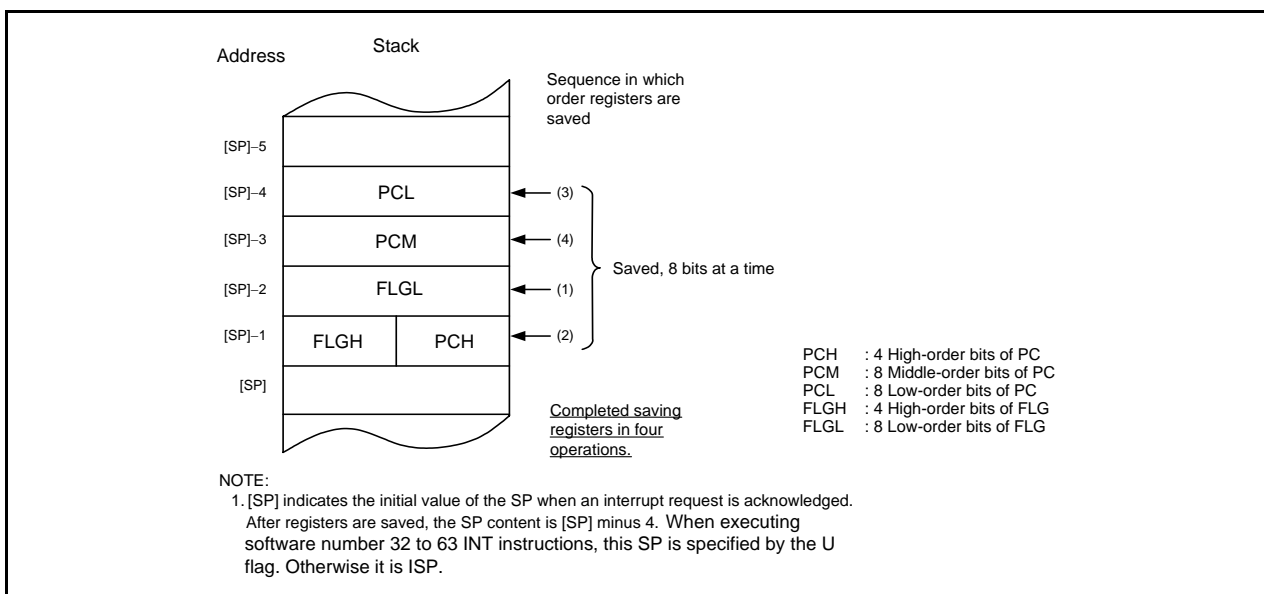 Address
Stack
Sequence in which
order registers are
saved
[SP]−5
[SP]−4 PCL (3)
[SP]−3 PCM (4)
[SP]−2 FLGL (1)
[SP]−1 FLGH PCH (2)
[SP]
Saved, 8 bits at a time
Completed saving
registers in four
operations.
PCH : 4 High-order bits of PC
PCM : 8 Middle-order bits of PC
PCL : 8 Low-order bits of PC
FLGH : 4 High-order bits of FLG
FLGL : 8 Low-order bits of FLG
NOTE:
1. [SP] indicates the initial value of the SP when an interrupt request is acknowledged.
After registers are saved, the SP content is [SP] minus 4. When executing
software number 32 to 63 INT instructions, this SP is specified by the U
flag. Otherwise it is ISP.